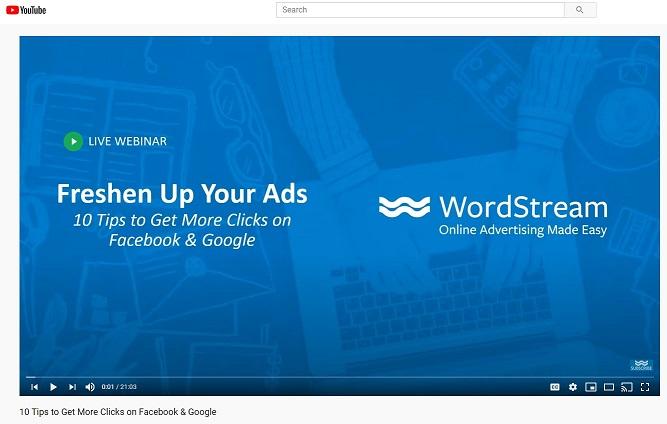 YouTube
Search
LIVE WEBINAR
Freshen Up Your Ads
10 Tips to Get More Clicks on
Facebook & Google
WordStream
Online Advertising Made Easy
SUBSCRIBE
0:01 / 21:03
CC
10 Tips to Get More Clicks on Facebook & Google